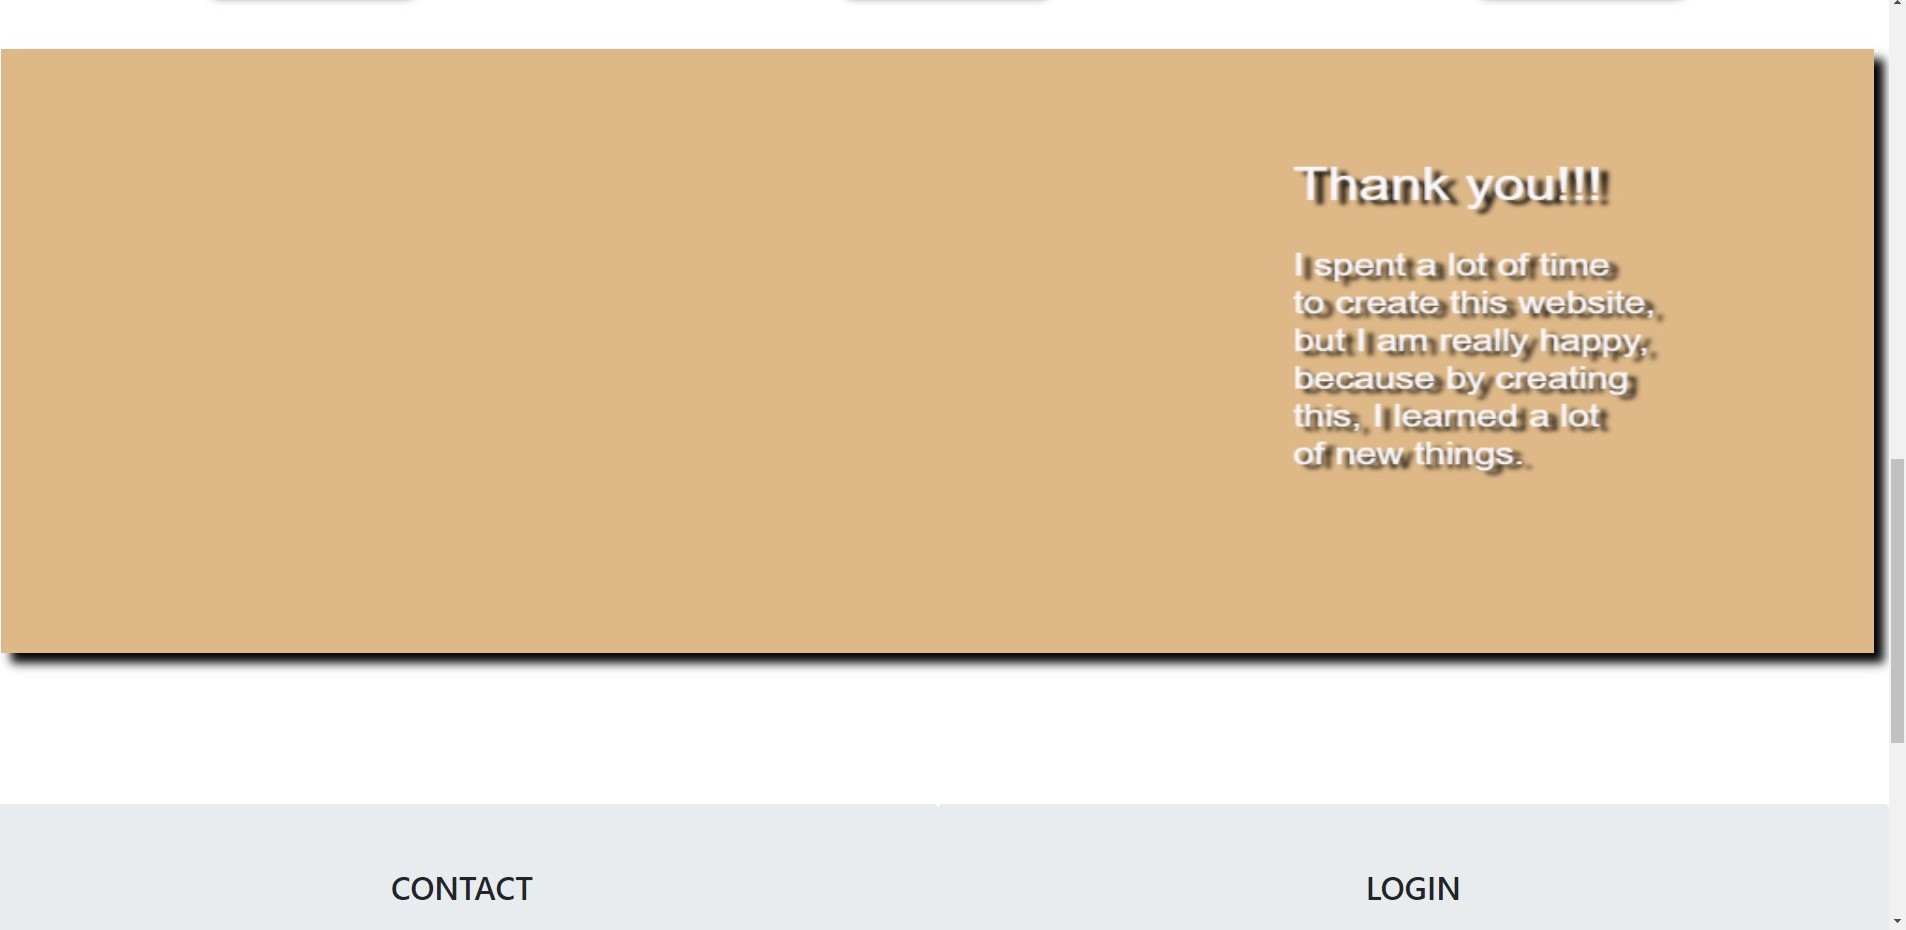 Thank you!!!
I spent a lot of time
to create this website,
but I am really happy,
because by creating
this, I learned a lot
of new things.
CONTACT
LOGIN